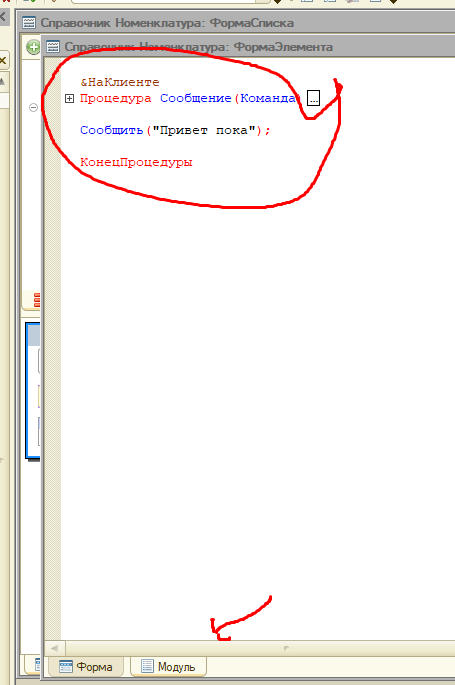 Справочник Номенклатура: ФормаСписка
Справочник Номенклатура: ФормаЭлемента
&НаКлиенте
Процедура Сообщение(Команда) ...
Сообщить("Привет пока");
КонецПроцедуры
Форма
Модуль